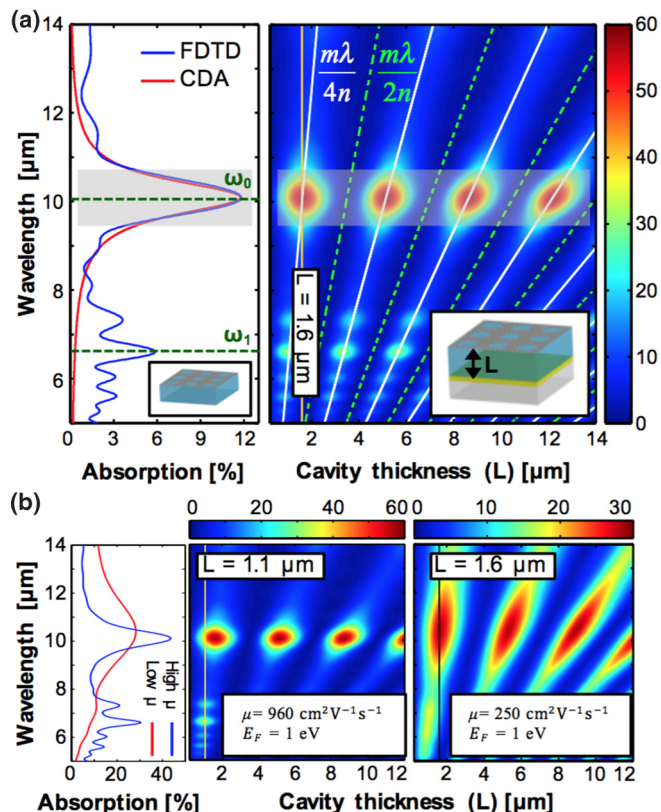 (a)
14
12
10
8
6
Wavelength [μm]
FDTD
CDA
ω₀
ω₁
0 3 6 9 12
Absorption [%]
mλ
4n
mλ
2n
L = 1.6 μm
L
2 4 6 8 10 12 14
Cavity thickness (L) [μm]
60
50
40
30
20
10
0
(b)
0 20 40 60
0 10 20 30
14
12
10
8
6
Wavelength [μm]
High μ
Low μ
0 20 40
Absorption [%]
L = 1.1 μm
μ= 960 cm²V⁻¹s⁻¹
E_F = 1 eV
2 4 6 8 10 12
L = 1.6 μm
μ= 250 cm²V⁻¹s⁻¹
E_F = 1 eV
2 4 6 8 10 12
Cavity thickness (L) [μm]